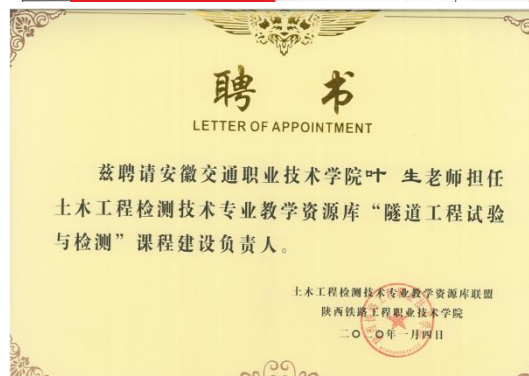 聘 书
LETTER OF APPOINTMENT
兹聘请安徽交通职业技术学院叶 生老师担任
土木工程检测技术专业教学资源库“隧道工程试验
与检测”课程建设负责人。
土木工程检测技术专业教学资源库联盟
陕西铁路工程职业技术学院
二〇二〇年一月四日